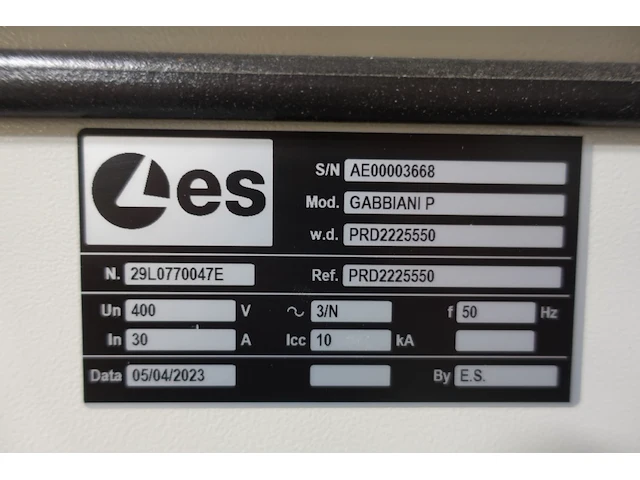 es
S/N AE00003668
Mod. GABBIANI P
w.d. PRD2225550
N. 29L0770047E Ref. PRD2225550
Un 400 V ~ 3/N f 50 Hz
In 30 A Icc 10 kA
Data 05/04/2023 By E.S.